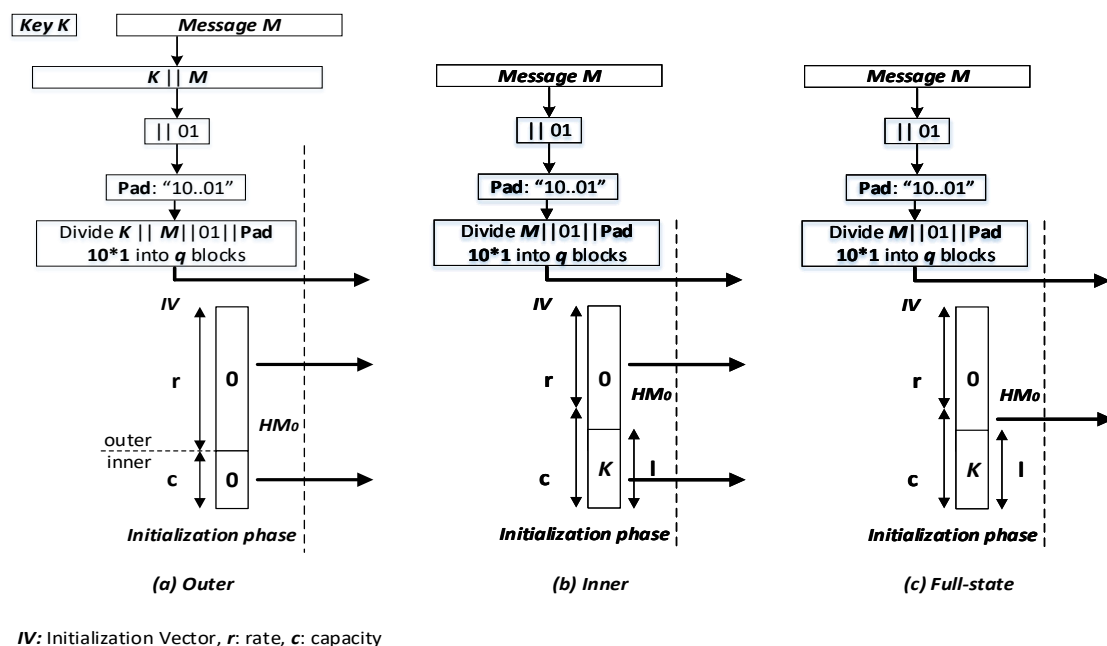 Key K
Message M
K || M
|| 01
Pad: “10..01”
Divide K || M||01||Pad
10*1 into q blocks
IV
r
0
HM₀
outer
inner
c
0
Initialization phase
(a) Outer
Message M
|| 01
Pad: “10..01”
Divide M||01||Pad
10*1 into q blocks
IV
r
0
HM₀
c
K
l
Initialization phase
(b) Inner
Message M
|| 01
Pad: “10..01”
Divide M||01||Pad
10*1 into q blocks
IV
r
0
HM₀
c
K
l
Initialization phase
(c) Full-state
IV: Initialization Vector, r: rate, c: capacity